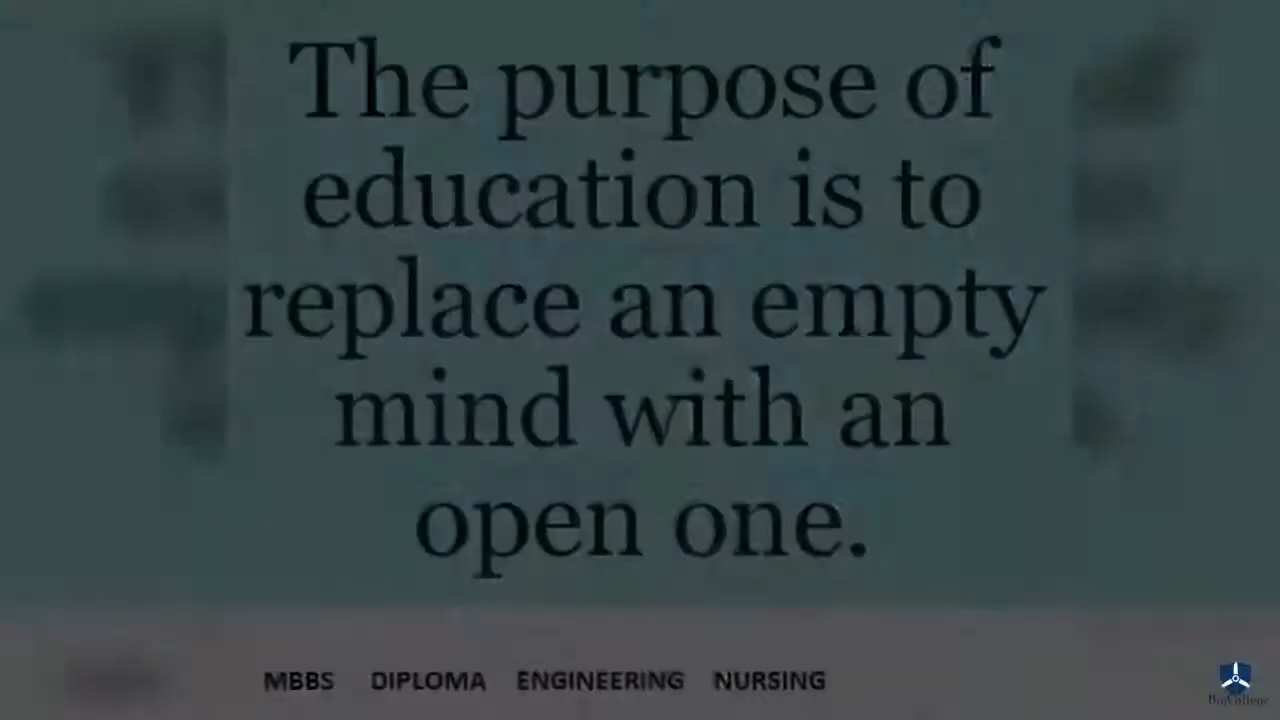 The purpose of
education is to
replace an empty
mind with an
open one.
MBBS DIPLOMA ENGINEERING NURSING